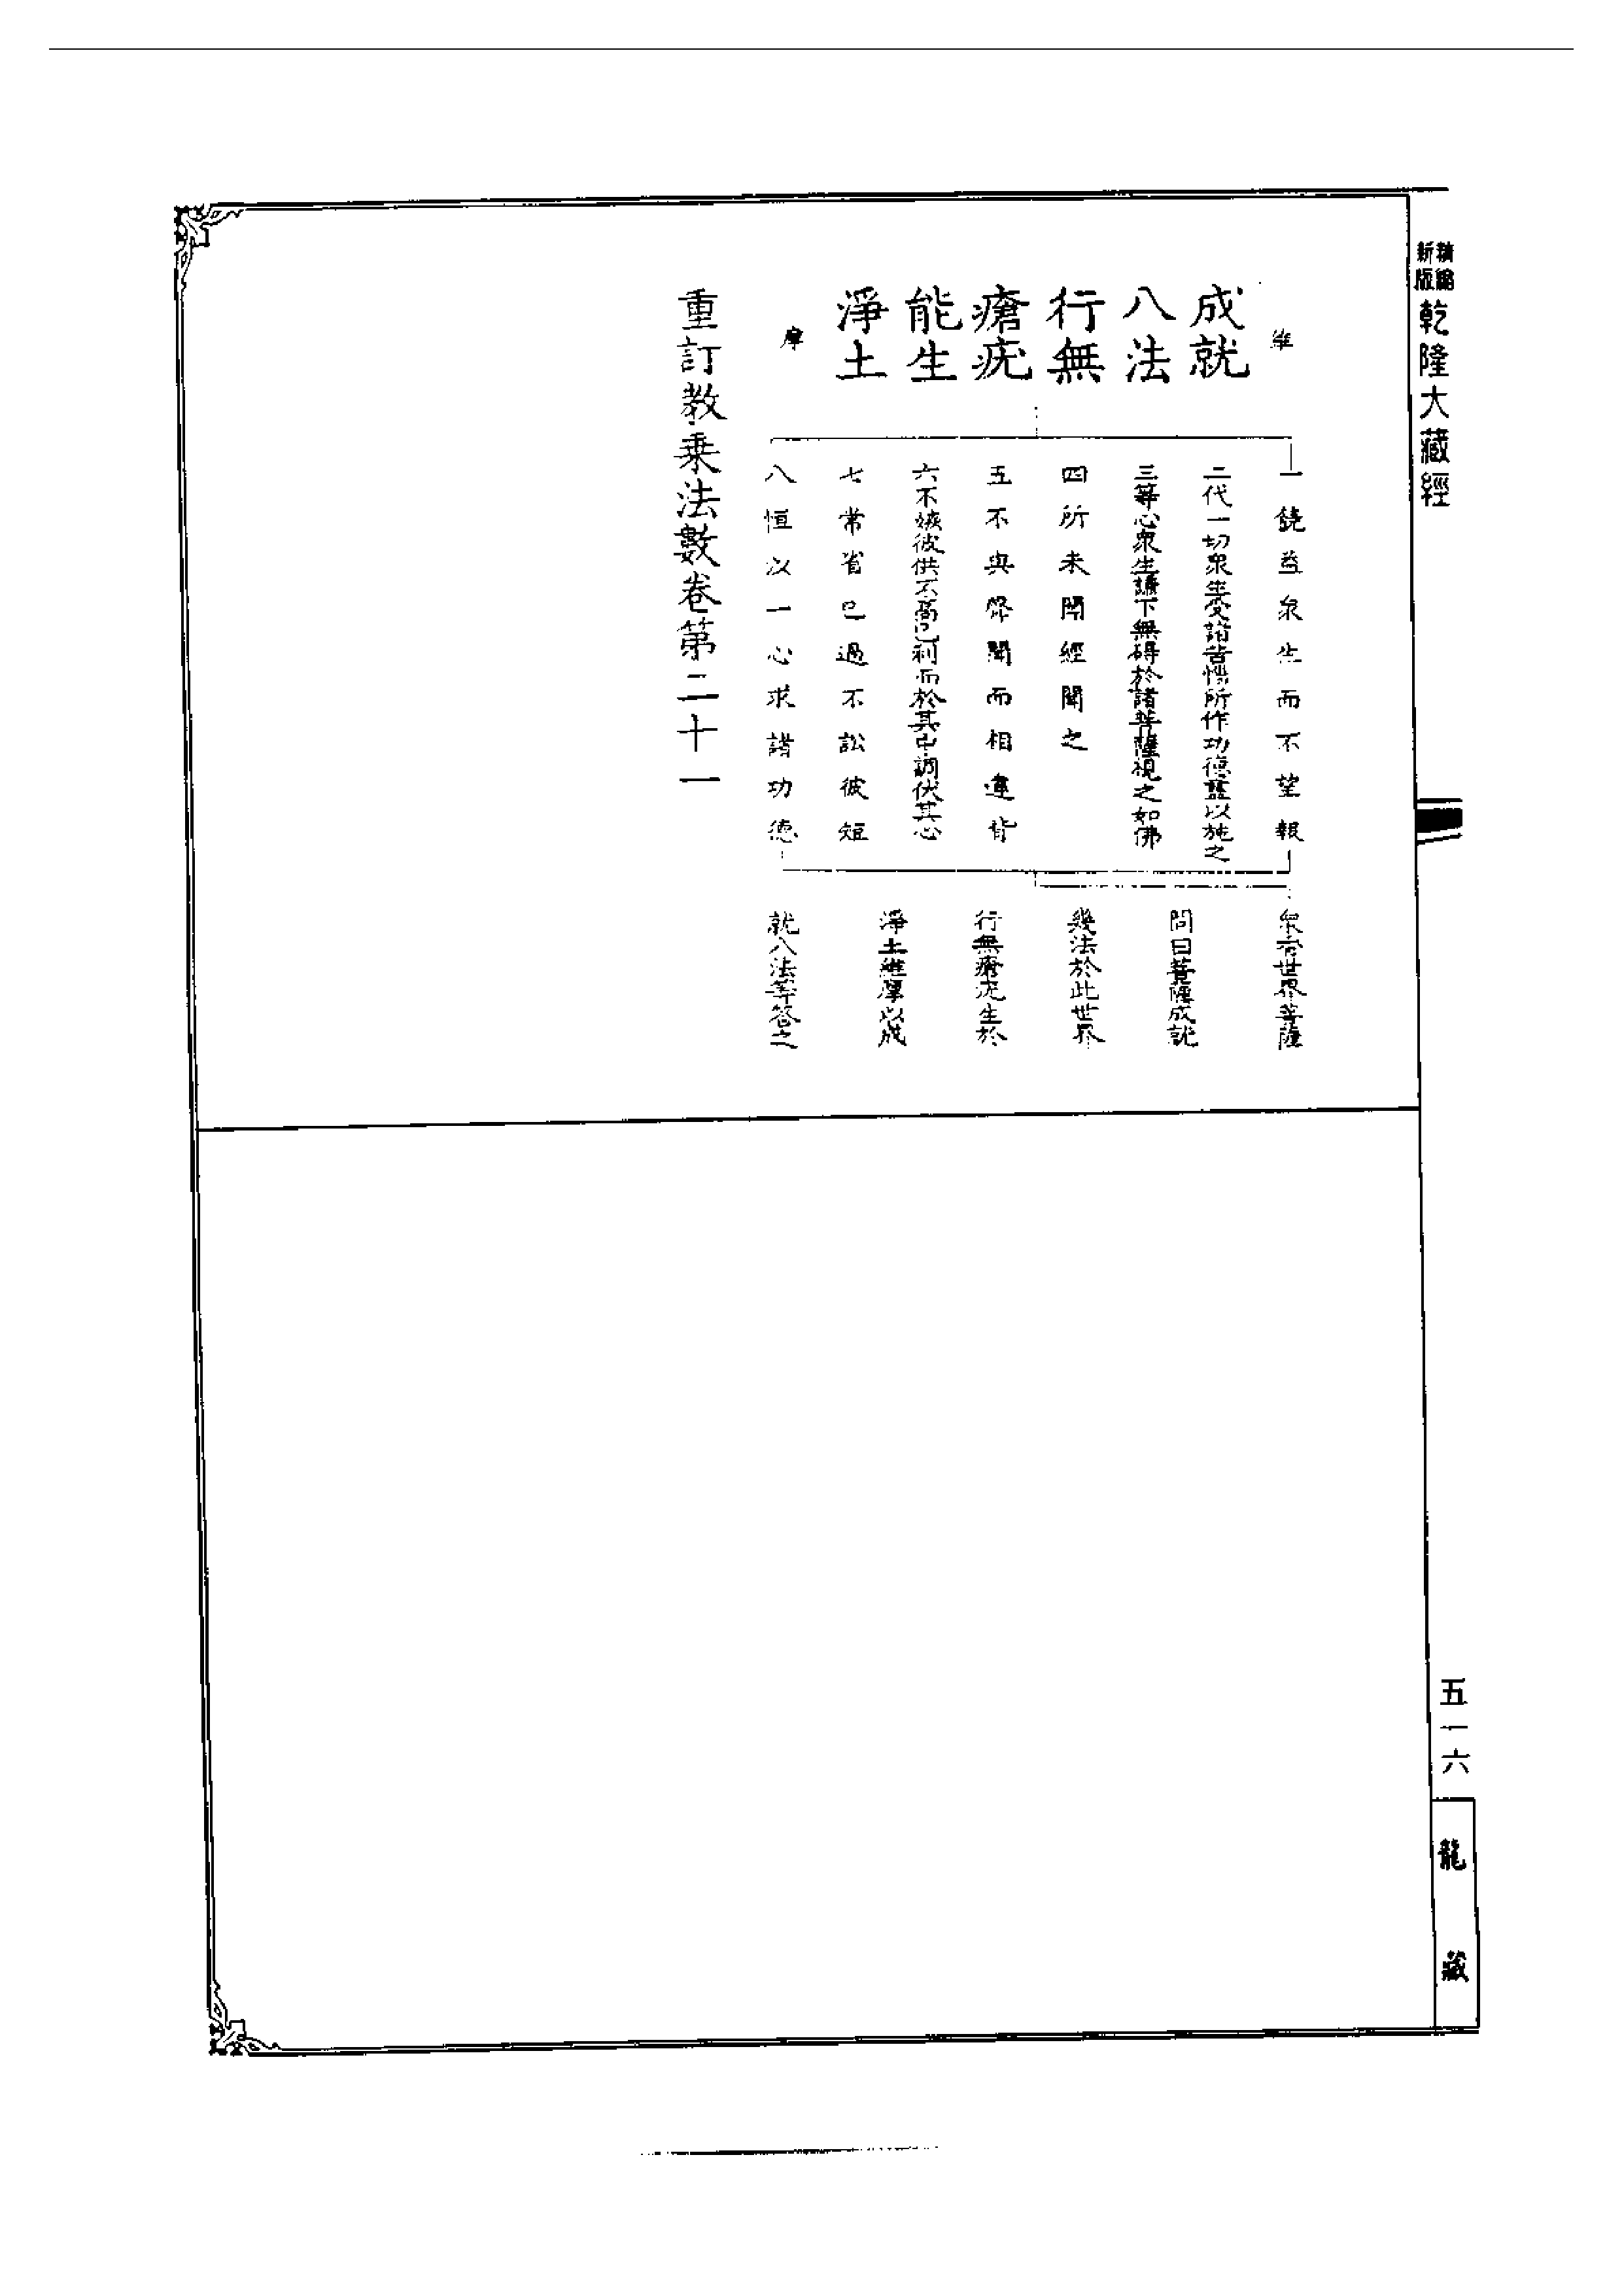 精編
新版
乾隆大藏經
維
成就
八法
行無
瘡疣
能生
淨土
摩
一饒益衆生而不望報
二代一切衆生受諸苦惱所作功德盡以施之
三等心衆生謙下無碍於諸菩薩視之如佛
四所未聞經聞之
五不與聲聞而相違背
六不嫉彼供不高己利而於其中調伏其心
七常省己過不訟彼短
八恒以一心求諸功德
衆香世界菩薩
問曰菩薩成就
幾法於此世界
行無瘡疣生於
淨土維摩以成
就八法等答之
重訂教乗法數卷第二十一
五一六
龍藏